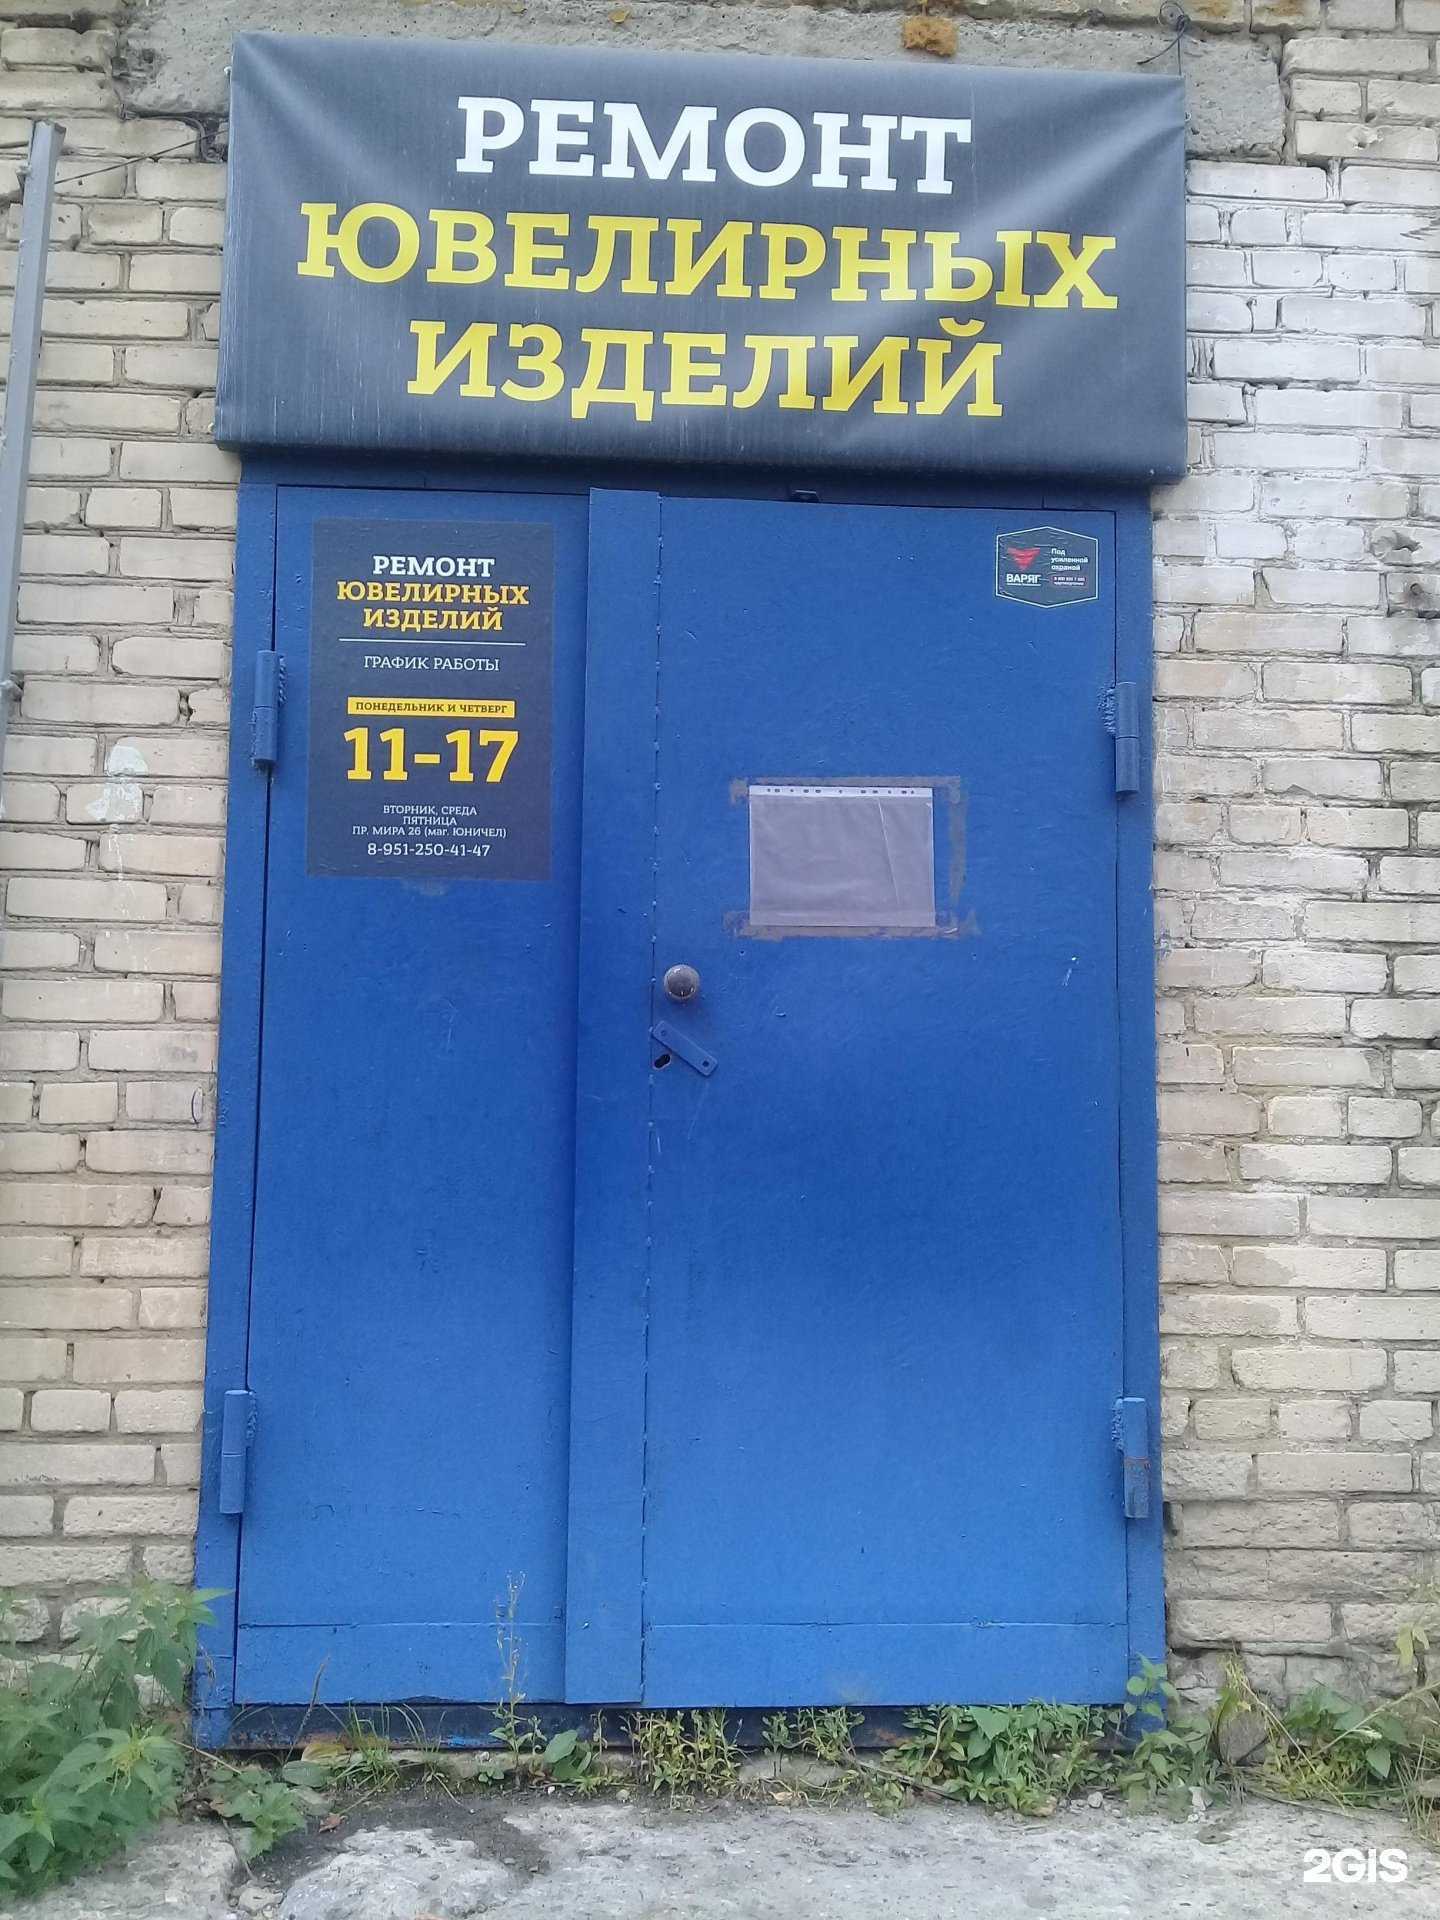 РЕМОНТ
ЮВЕЛИРНЫХ
ИЗДЕЛИЙ
РЕМОНТ
ЮВЕЛИРНЫХ
ИЗДЕЛИЙ
ГРАФИК РАБОТЫ
ПОНЕДЕЛЬНИК И ЧЕТВЕРГ
11-17
ВТОРНИК, СРЕДА
ПЯТНИЦА
ПР. МИРА 26 (маг. ЮНИЧЕЛ)
8-951-250-41-47
ВАРЯГ
Под
усиленной
охраной
2GIS